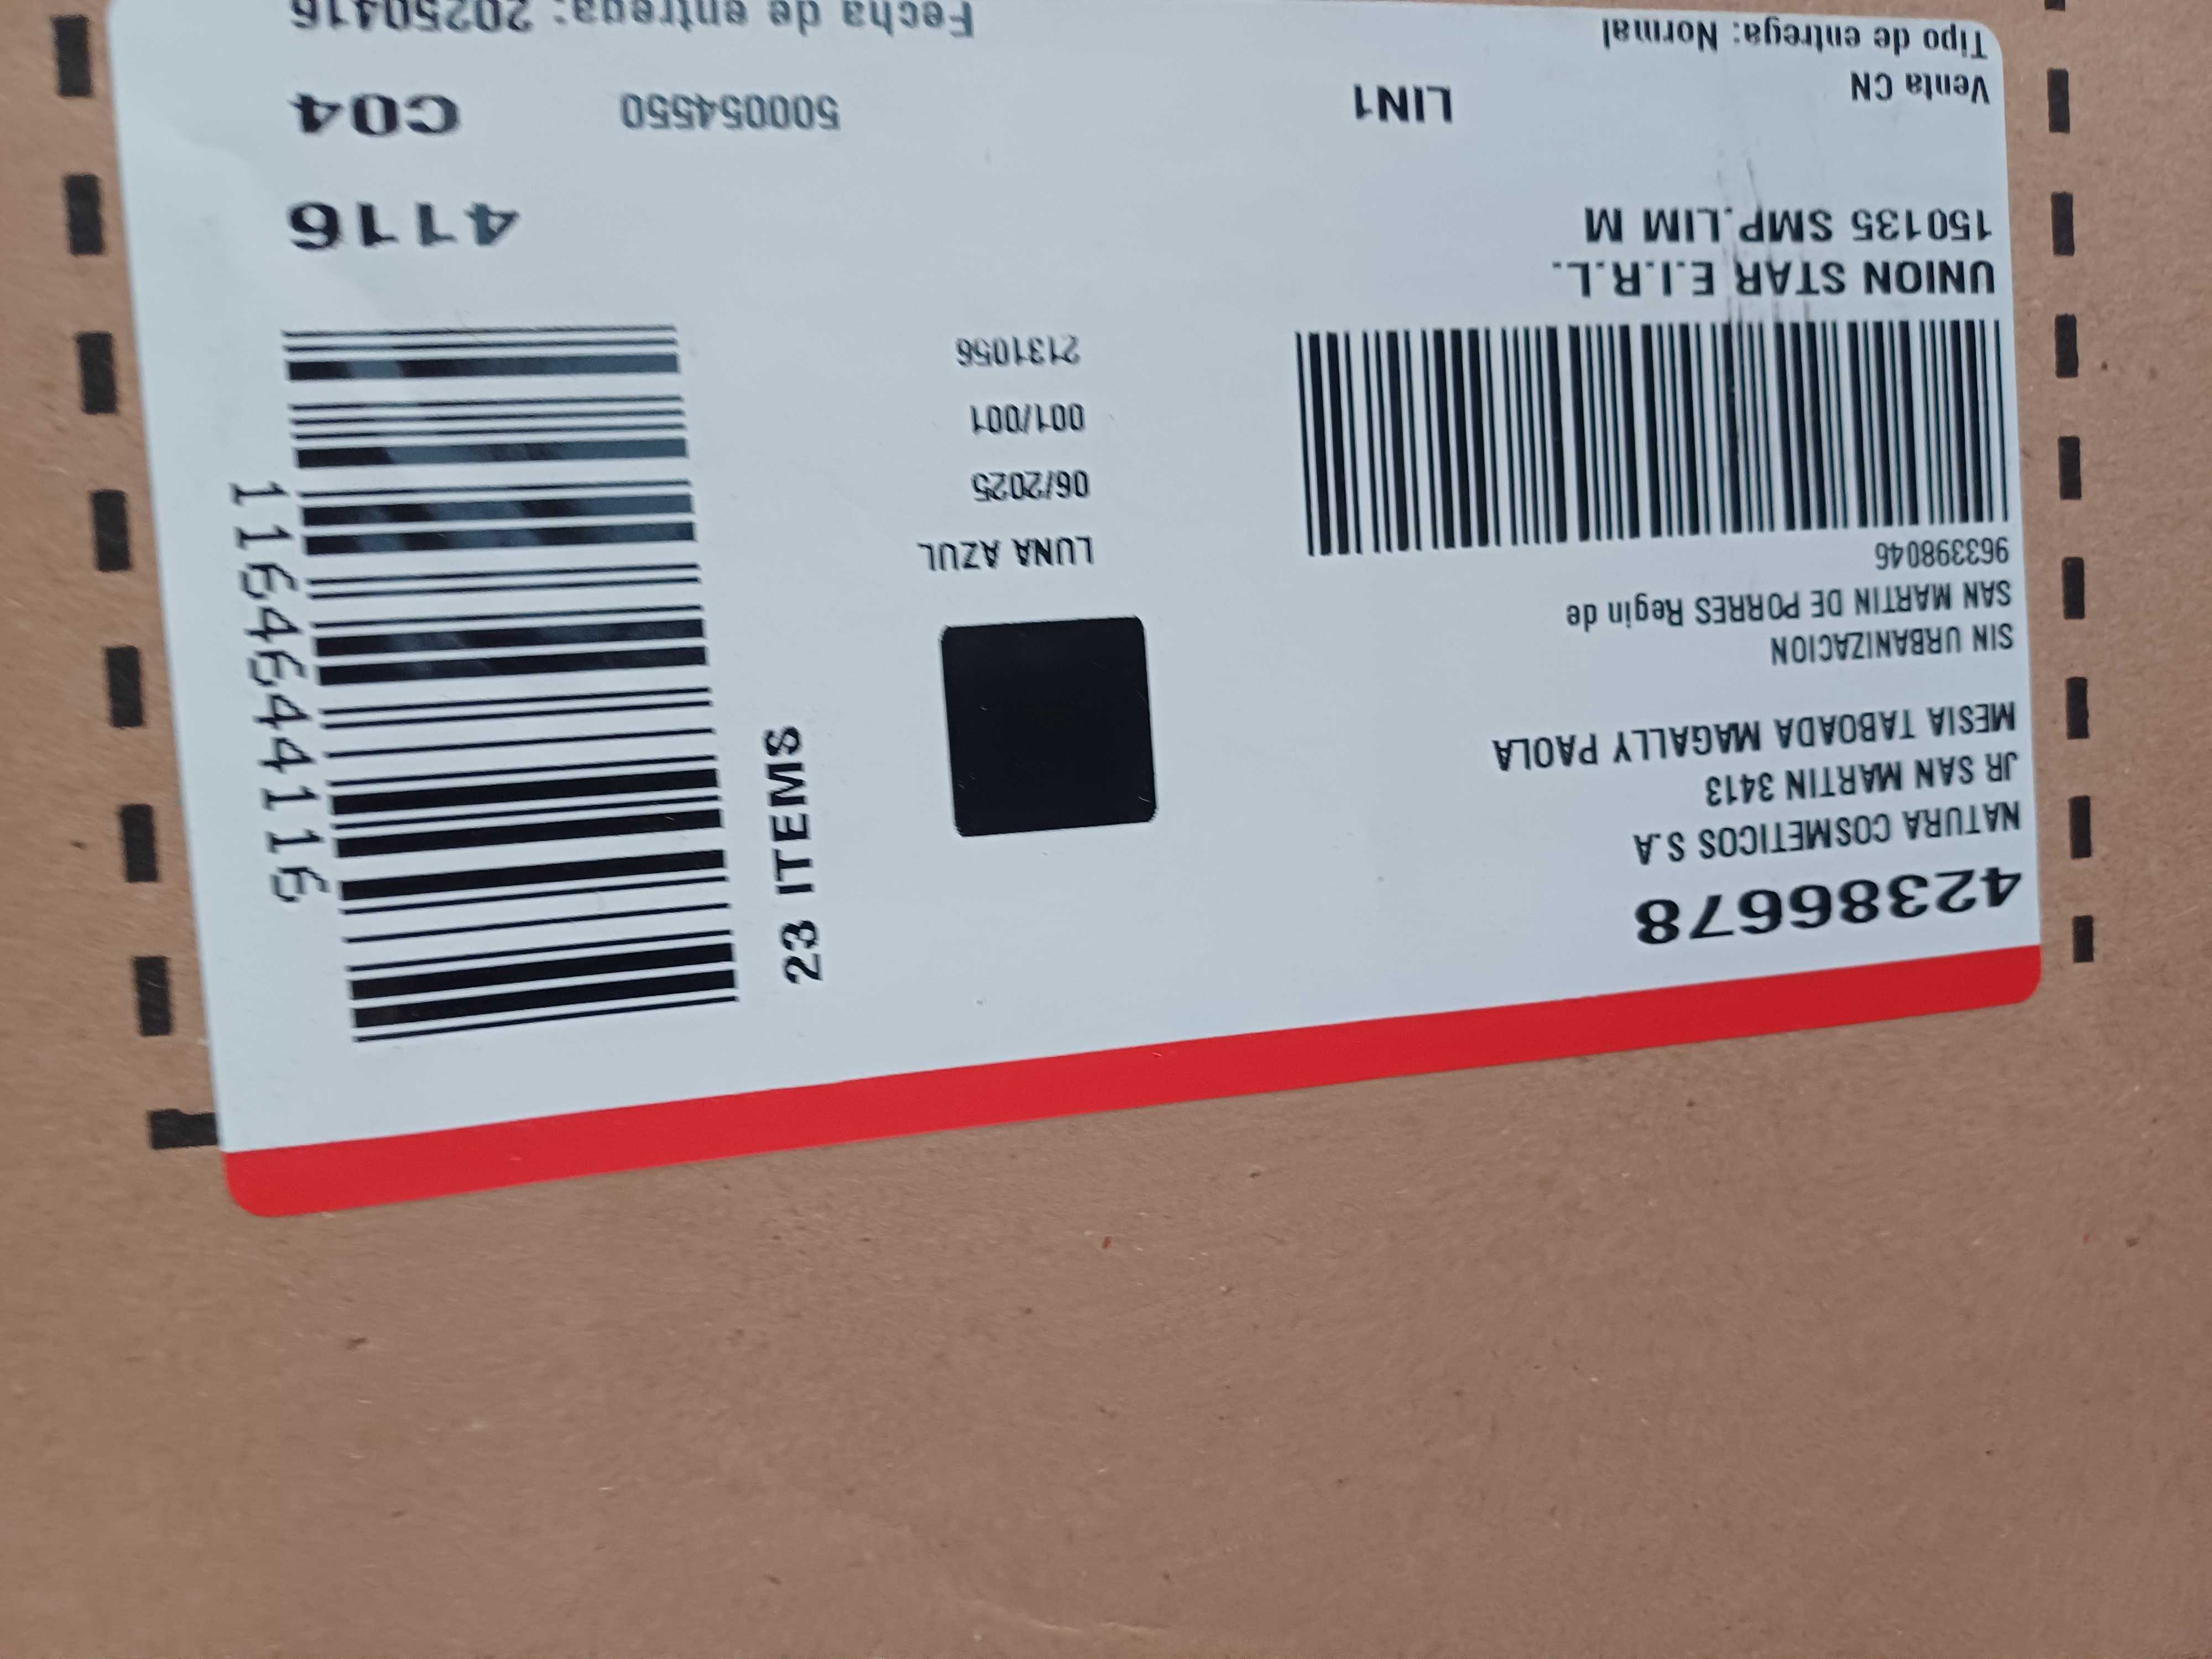 42386678
NATURA COSMETICOS S.A
JR SAN MARTIN 3413
MESIA TABOADA MAGALLY PAOLA
SIN URBANIZACION
SAN MARTIN DE PORRES Regin de
963398046
UNION STAR E.I.R.L.
150135 SMP.LIM M
Venta CN
LIN1
Tipo de entrega: Normal
LUNA AZUL
06/2025
001/001
2131056
23 ITEMS
1164644116
4116
500054550
C04
Fecha de entrega: 20250416